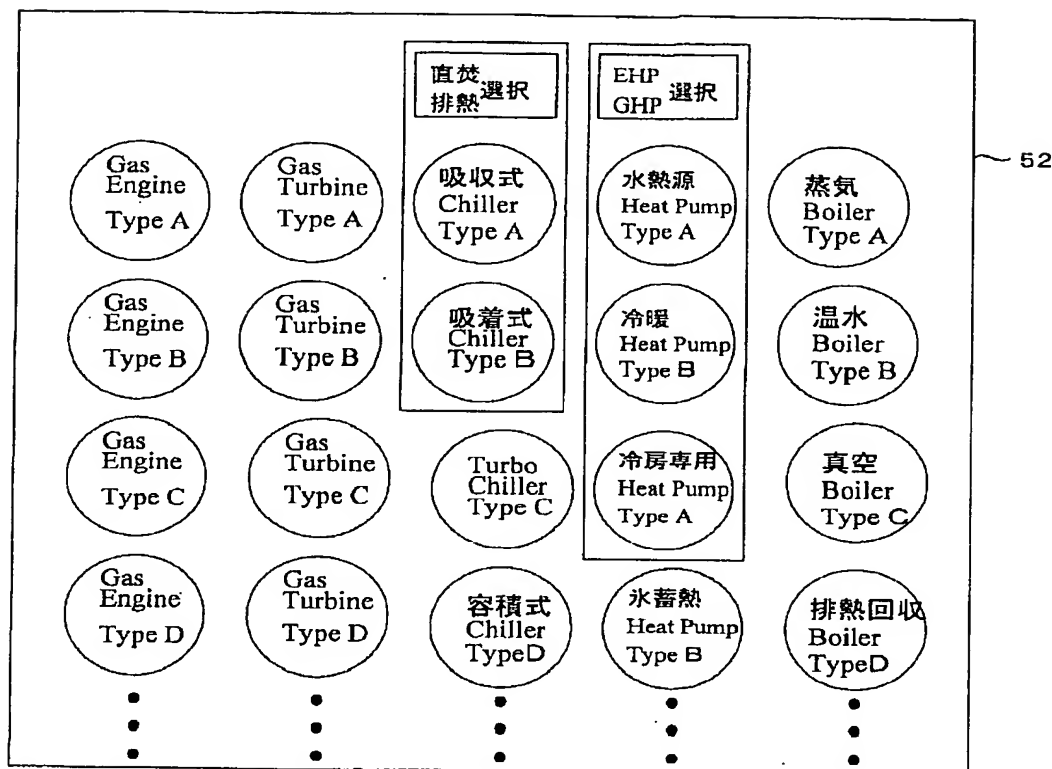 直焚
排熱
選択
EHP
GHP
選択
52
Gas
Engine
Type A
Gas
Turbine
Type A
吸収式
Chiller
Type A
水熱源
Heat Pump
Type A
蒸気
Boiler
Type A
Gas
Engine
Type B
Gas
Turbine
Type B
吸着式
Chiller
Type B
冷暖
Heat Pump
Type B
温水
Boiler
Type B
Gas
Engine
Type C
Gas
Turbine
Type C
Turbo
Chiller
Type C
冷房専用
Heat Pump
Type A
真空
Boiler
Type C
Gas
Engine
Type D
Gas
Turbine
Type D
容積式
Chiller
TypeD
氷蓄熱
Heat Pump
Type B
排熱回収
Boiler
TypeD